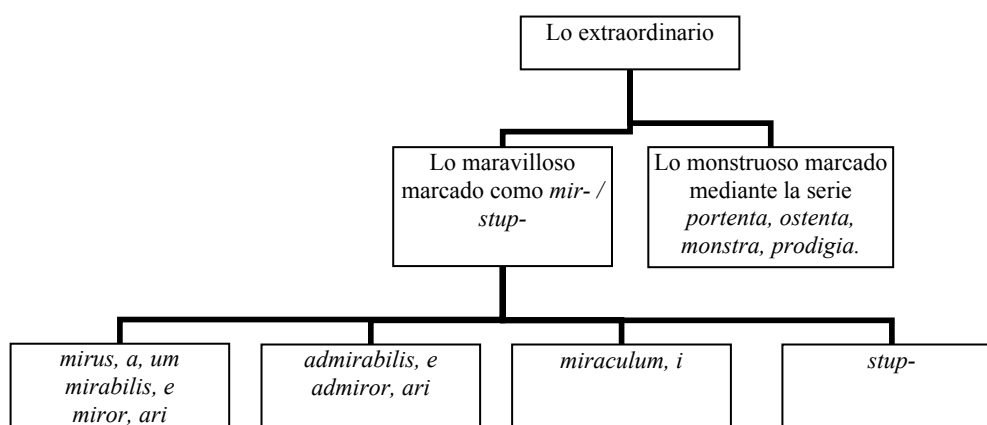 Lo extraordinario
Lo maravilloso
marcado como mir- /
stup-
Lo monstruoso marcado
mediante la serie
portenta, ostenta,
monstra, prodigia.
mirus, a, um
mirabilis, e
miror, ari
admirabilis, e
admiror, ari
miraculum, i
stup-